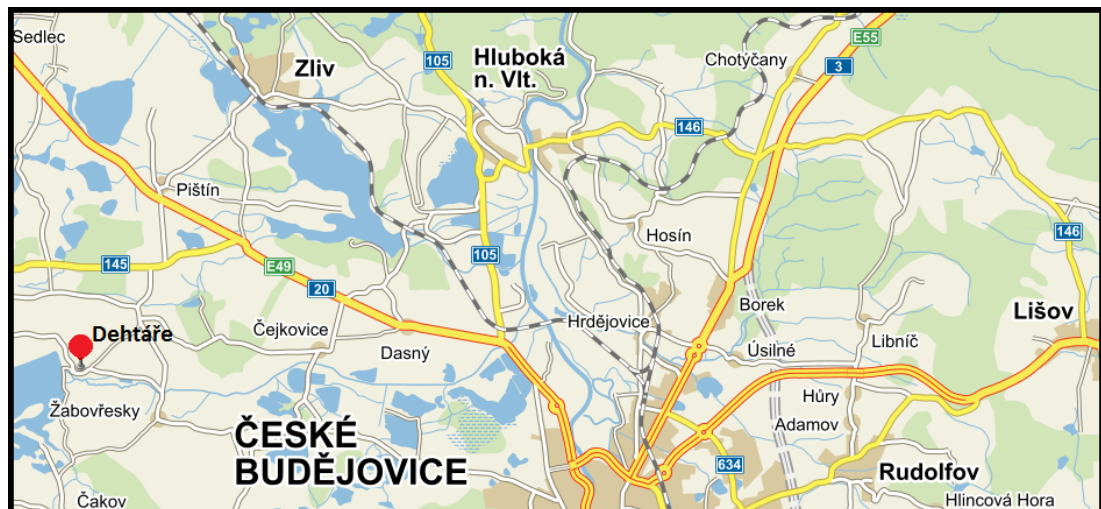 Sedlec
Zliv
105
Hluboká
n. Vlt.
Chotýčany
E55
3
146
Pištín
Hosín
146
145
E49
105
20
Borek
Lišov
Dehtáře
Čejkovice
Hrdějovice
Dasný
Úsilné
Libníč
Žabovřesky
Hůry
Adamov
ČESKÉ
BUDĚJOVICE
634
Rudolfov
Čakov
Hlincová Hora